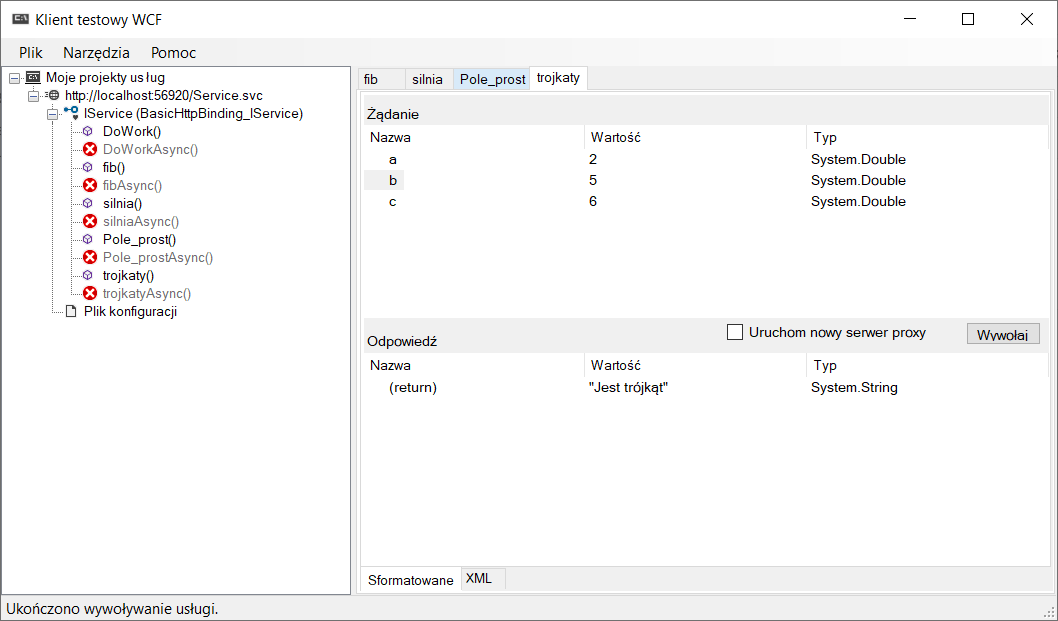 Klient testowy WCF
Plik Narzędzia Pomoc
Moje projekty usług
http://localhost:56920/Service.svc
IService (BasicHttpBinding_IService)
DoWork()
DoWorkAsync()
fib()
fibAsync()
silnia()
silniaAsync()
Pole_prost()
Pole_prostAsync()
trojkaty()
trojkatyAsync()
Plik konfiguracji
fib silnia Pole_prost trojkaty
Żądanie
Nazwa Wartość Typ
a 2 System.Double
b 5 System.Double
c 6 System.Double
Odpowiedź Uruchom nowy serwer proxy Wywołaj
Nazwa Wartość Typ
(return) "Jest trójkąt" System.String
Sformatowane XML
Ukończono wywoływanie usługi.